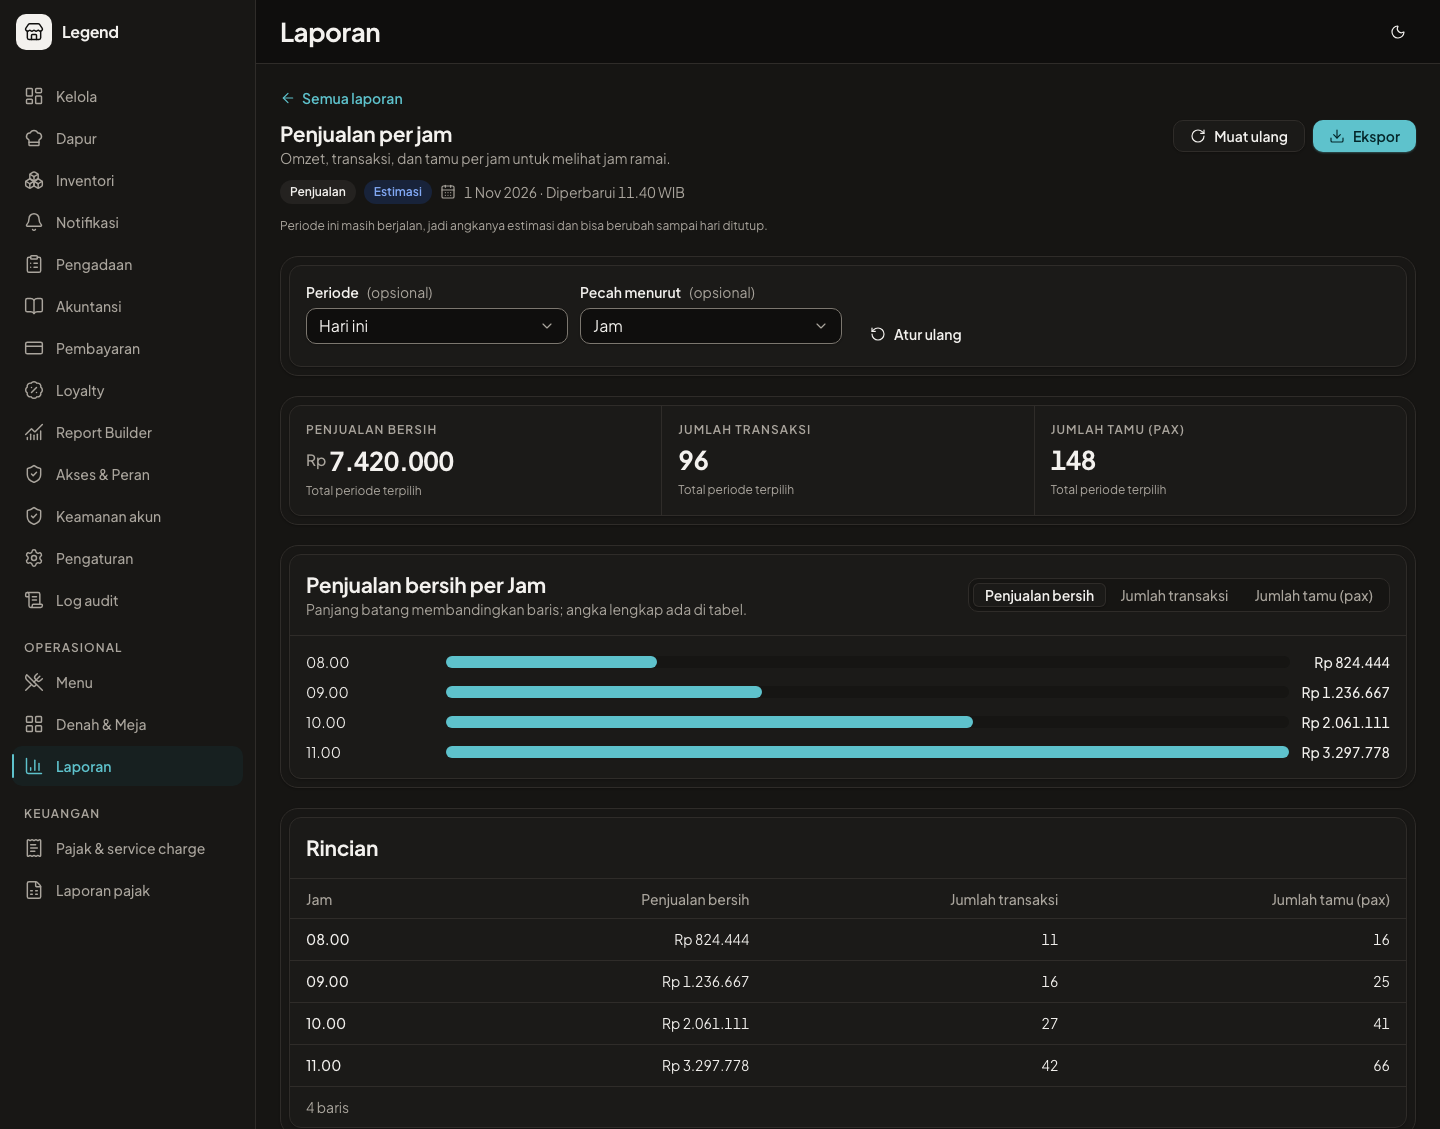 Legend
Laporan
Kelola
Dapur
Inventori
Notifikasi
Pengadaan
Akuntansi
Pembayaran
Loyalty
Report Builder
Akses & Peran
Keamanan akun
Pengaturan
Log audit
OPERASIONAL
Menu
Denah & Meja
Laporan
KEUANGAN
Pajak & service charge
Laporan pajak
Semua laporan
Penjualan per jam
Omzet, transaksi, dan tamu per jam untuk melihat jam ramai.
Muat ulang
Ekspor
Penjualan Estimasi 1 Nov 2026 · Diperbarui 11.40 WIB
Periode ini masih berjalan, jadi angkanya estimasi dan bisa berubah sampai hari ditutup.
Periode (opsional) Pecah menurut (opsional)
Hari ini Jam Atur ulang
PENJUALAN BERSIH JUMLAH TRANSAKSI JUMLAH TAMU (PAX)
Rp 7.420.000 96 148
Total periode terpilih Total periode terpilih Total periode terpilih
Penjualan bersih per Jam
Panjang batang membandingkan baris; angka lengkap ada di tabel.
Penjualan bersih Jumlah transaksi Jumlah tamu (pax)
08.00 Rp 824.444
09.00 Rp 1.236.667
10.00 Rp 2.061.111
11.00 Rp 3.297.778
Rincian
Jam Penjualan bersih Jumlah transaksi Jumlah tamu (pax)
08.00 Rp 824.444 11 16
09.00 Rp 1.236.667 16 25
10.00 Rp 2.061.111 27 41
11.00 Rp 3.297.778 42 66
4 baris